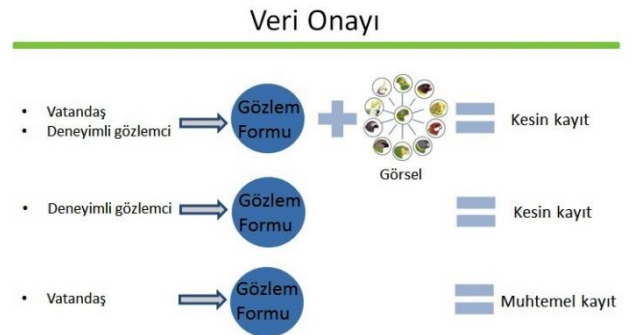 Veri Onayı
• Vatandaş
• Deneyimli gözlemci
Gözlem
Formu
Görsel
Kesin kayıt
• Deneyimli gözlemci
Gözlem
Formu
Kesin kayıt
• Vatandaş
Gözlem
Formu
Muhtemel kayıt